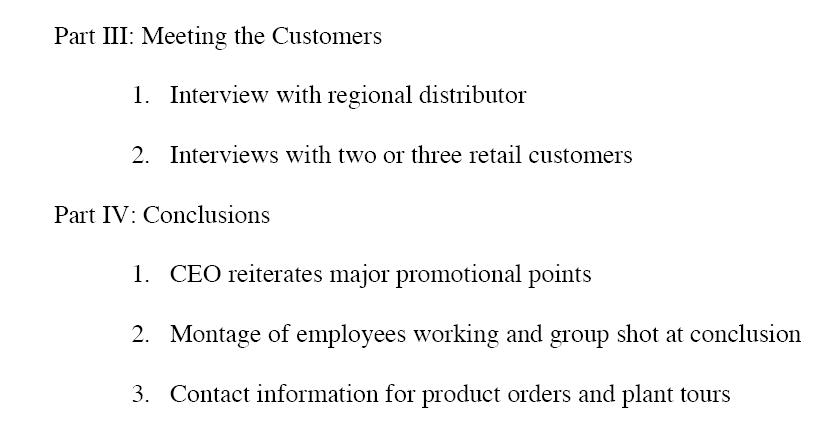 Part III: Meeting the Customers
1. Interview with regional distributor
2. Interviews with two or three retail customers
Part IV: Conclusions
1. CEO reiterates major promotional points
2. Montage of employees working and group shot at conclusion
3. Contact information for product orders and plant tours